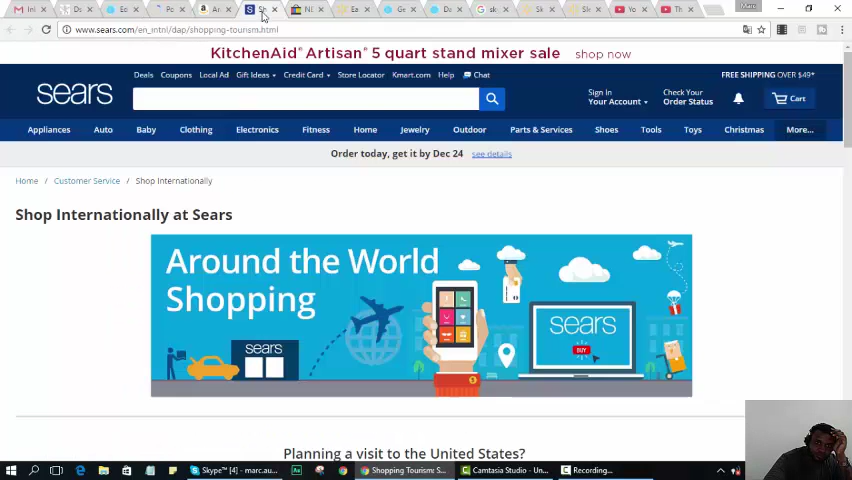 Marc
www.sears.com/en_intnl/dap/shopping-tourism.html
KitchenAid® Artisan® 5 quart stand mixer sale shop now
Deals Coupons Local Ad Gift Ideas Credit Card Store Locator Kmart.com Help Chat
FREE SHIPPING OVER $49*
sears
Sign in
Your Account
Check Your
Order Status
Cart
Appliances Auto Baby Clothing Electronics Fitness Home Jewelry Outdoor Parts & Services Shoes Tools Toys Christmas More...
Order today, get it by Dec 24 see details
Home / Customer Service / Shop Internationally
Shop Internationally at Sears
Around the World
Shopping
sears
sears
BUY
Planning a visit to the United States?
Skype™ [4] - marc.au...
Shopping Tourism: S...
Camtasia Studio - Un...
Recording...